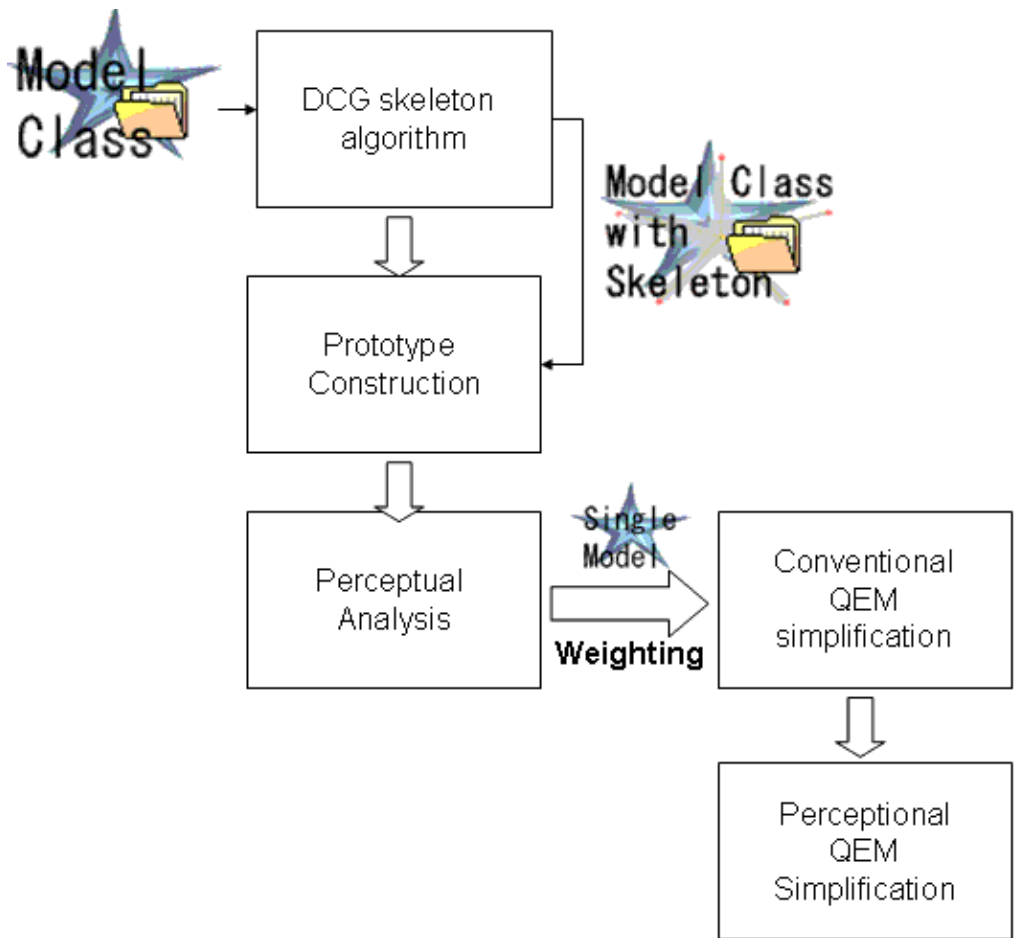 Model
Class
DCG skeleton
algorithm
Model Class
with
Skeleton
Prototype
Construction
Perceptual
Analysis
Single
Model
Weighting
Conventional
QEM
simplification
Perceptional
QEM
Simplification